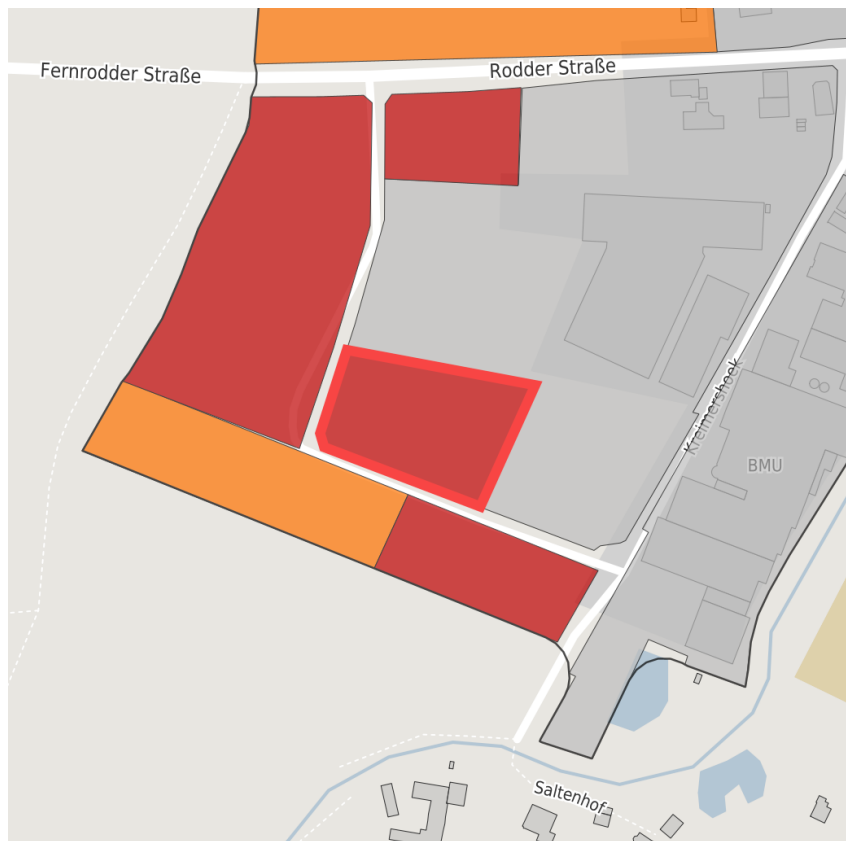 Fernrodder Straße
Rodder Straße
Kreimershoek
BMU
Saltenhof